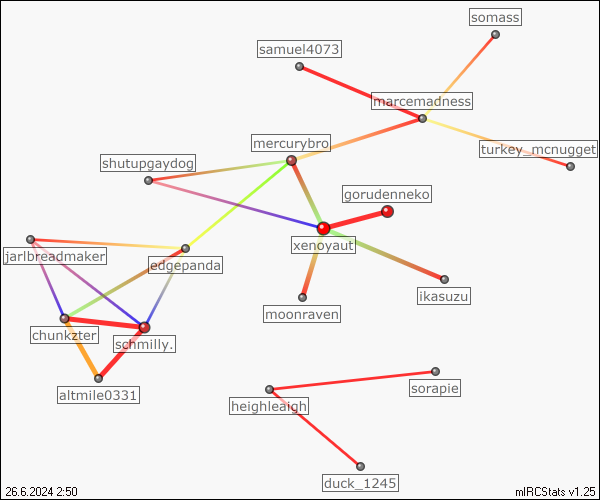 somass
samuel4073
marcemadness
mercurybro
turkey_mcnugget
shutupgaydog
gorudenneko
xenoyaut
jarlbreadmaker
edgepanda
ikasuzu
moonraven
chunkzter
schmilly.
altmile0331
sorapie
heighleaigh
duck_1245
26.6.2024 2:50
mIRCStats v1.25